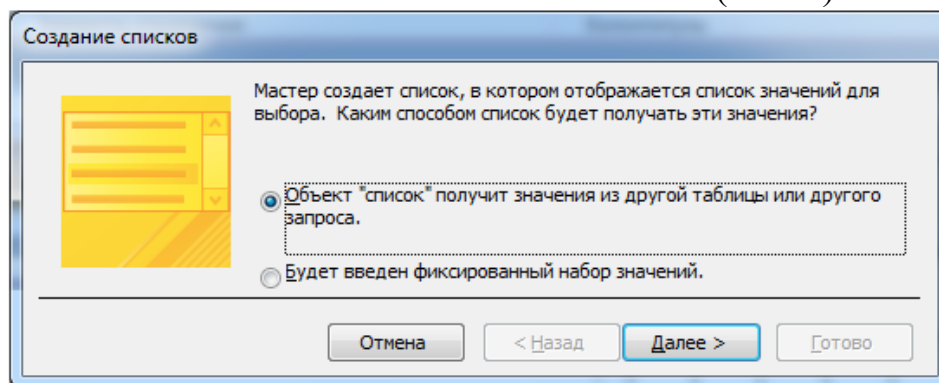 Создание списков
Мастер создает список, в котором отображается список значений для
выбора. Каким способом список будет получать эти значения?
Объект "список" получит значения из другой таблицы или другого
запроса.
Будет введен фиксированный набор значений.
Отмена
< Назад
Далее >
Готово